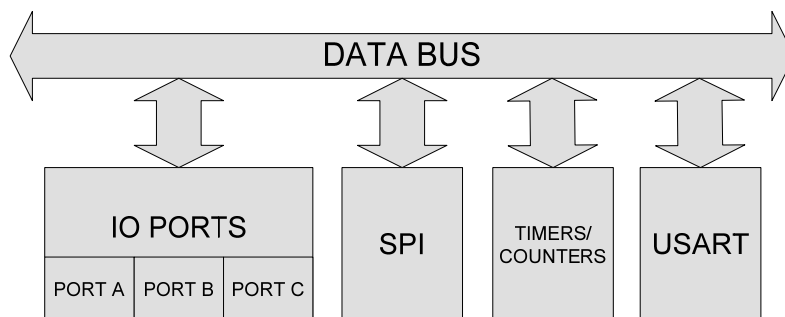 DATA BUS
IO PORTS
PORT A
PORT B
PORT C
SPI
TIMERS/
COUNTERS
USART